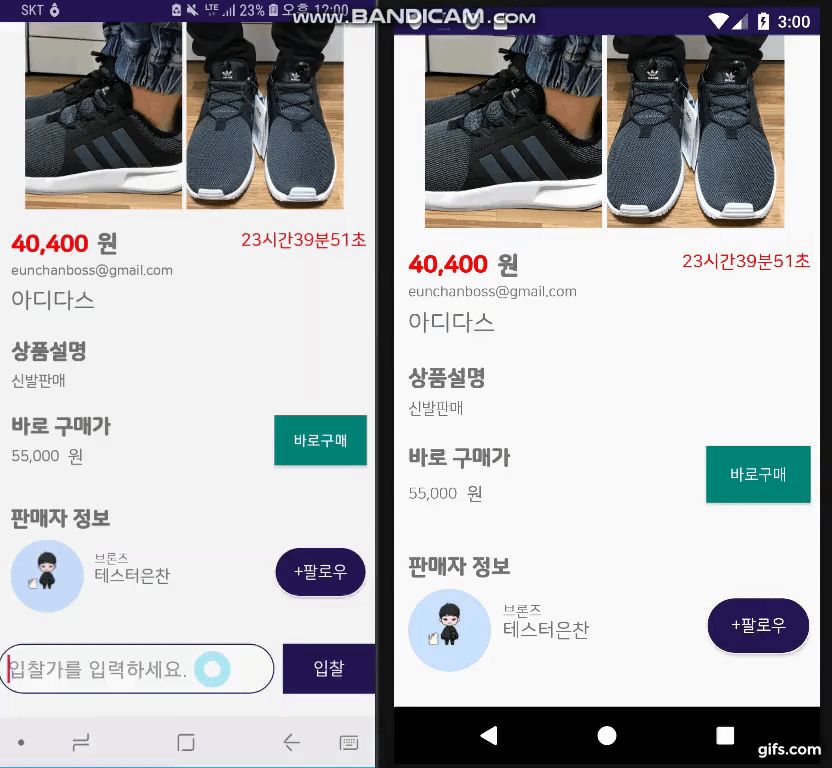 SKT LTE 23% 오후 12:00
www.BANDICAM.com
3:00
40,400 원
23시간39분51초
eunchanboss@gmail.com
아디다스
상품설명
신발판매
바로 구매가
55,000 원
바로구매
판매자 정보
브론즈
테스터은찬
+팔로우
입찰가를 입력하세요.
입찰
40,400 원
23시간39분51초
eunchanboss@gmail.com
아디다스
상품설명
신발판매
바로 구매가
55,000 원
바로구매
판매자 정보
브론즈
테스터은찬
+팔로우
gifs.com